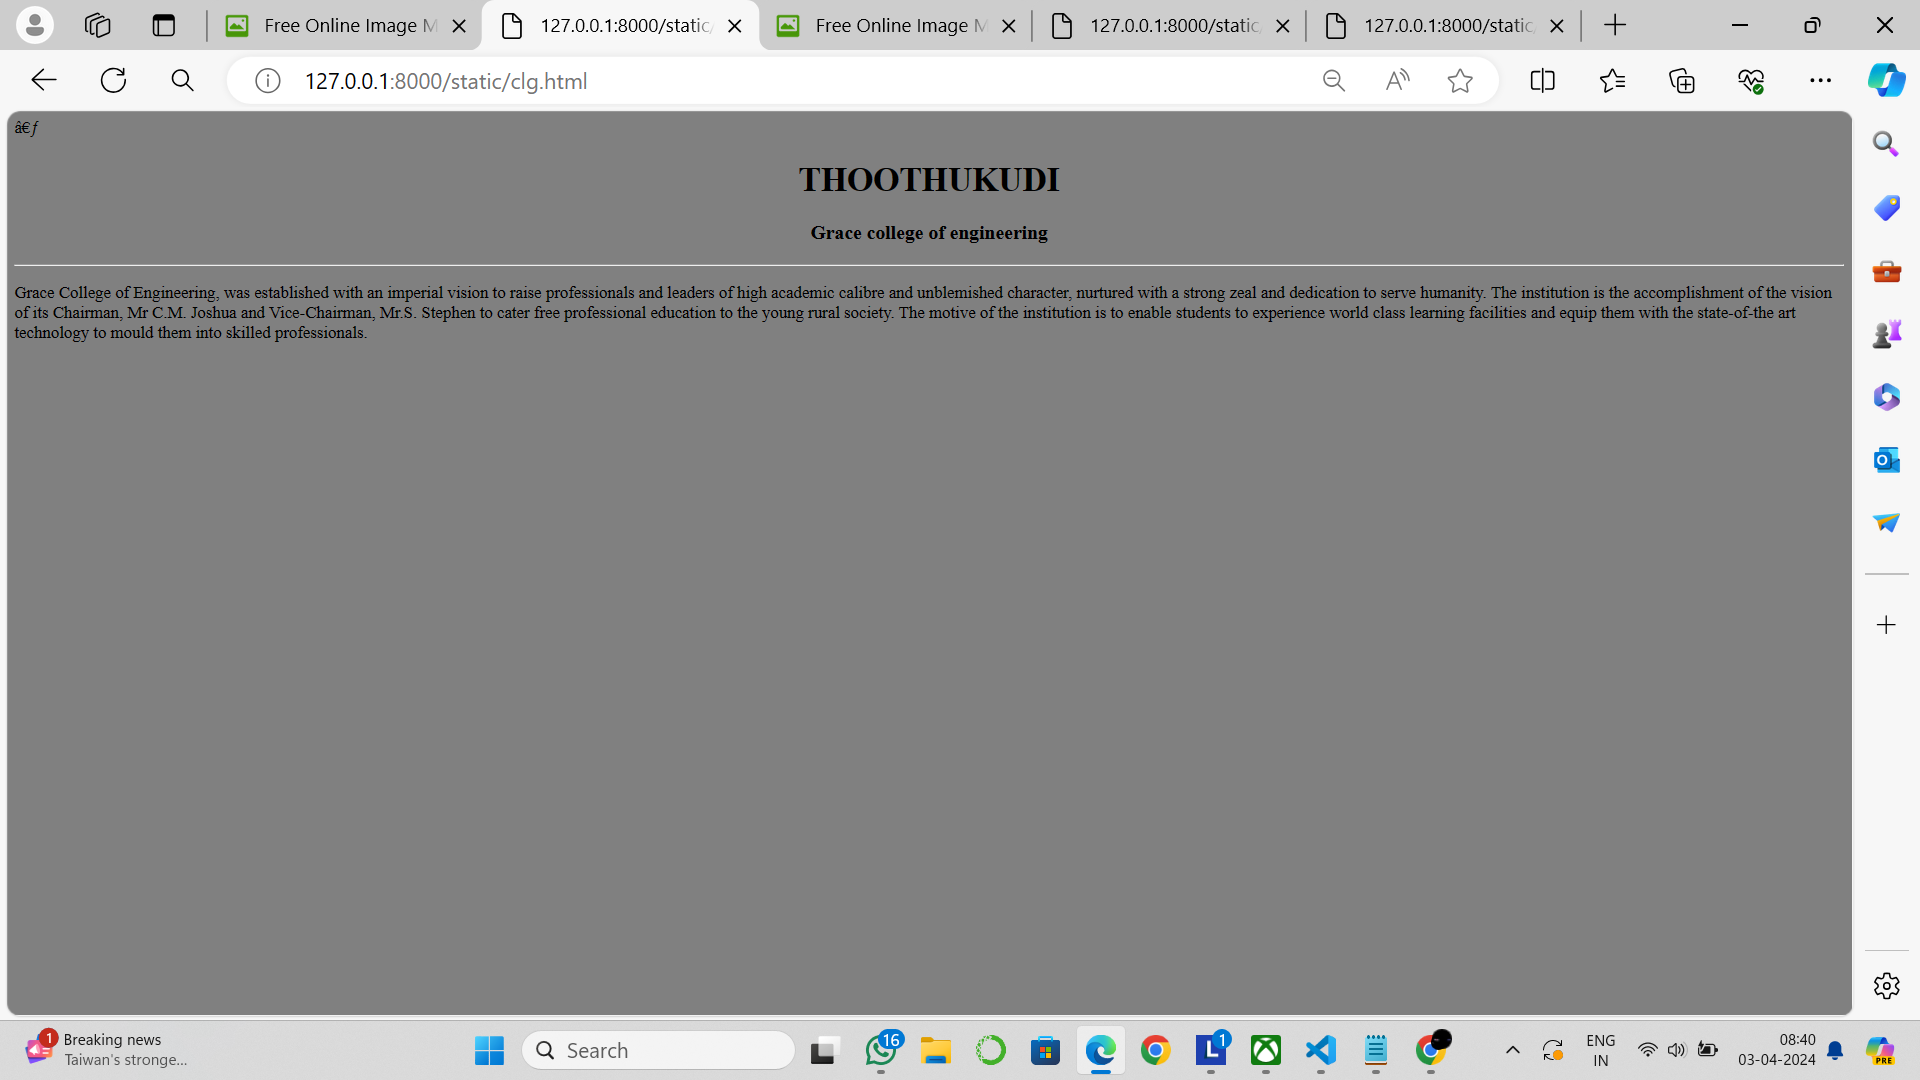 Free Online Image M
127.0.0.1:8000/static/
Free Online Image M
127.0.0.1:8000/static/
127.0.0.1:8000/static/
127.0.0.1:8000/static/clg.html
â€ƒ
THOOTHUKUDI
Grace college of engineering
Grace College of Engineering, was established with an imperial vision to raise professionals and leaders of high academic calibre and unblemished character, nurtured with a strong zeal and dedication to serve humanity. The institution is the accomplishment of the vision
of its Chairman, Mr C.M. Joshua and Vice-Chairman, Mr.S. Stephen to cater free professional education to the young rural society. The motive of the institution is to enable students to experience world class learning facilities and equip them with the state-of-the art
technology to mould them into skilled professionals.
1
Breaking news
Taiwan's stronge...
Search
16
L
1
ENG
IN
08:40
03-04-2024
PRE